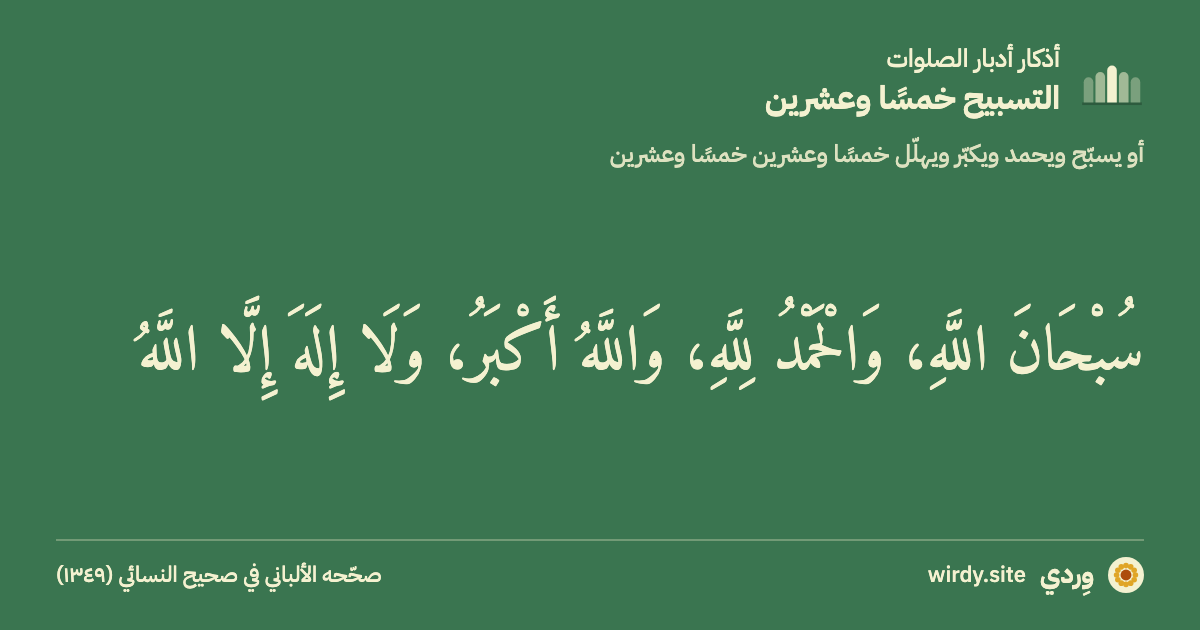 أذكار أدبار الصلوات
التسبيح خمسًا وعشرين
أو يسبّح ويحمد ويكبّر ويهلّل خمسًا وعشرين خمسًا وعشرين
سُبْحَانَ اللَّهِ، وَالْحَمْدُ لِلَّهِ، وَاللَّهُ أَكْبَرُ، وَلَا إِلَهَ إِلَّا اللَّهُ
وِردي wirdy.site
صحّحه الألباني في صحيح النسائي (١٣٤٩)